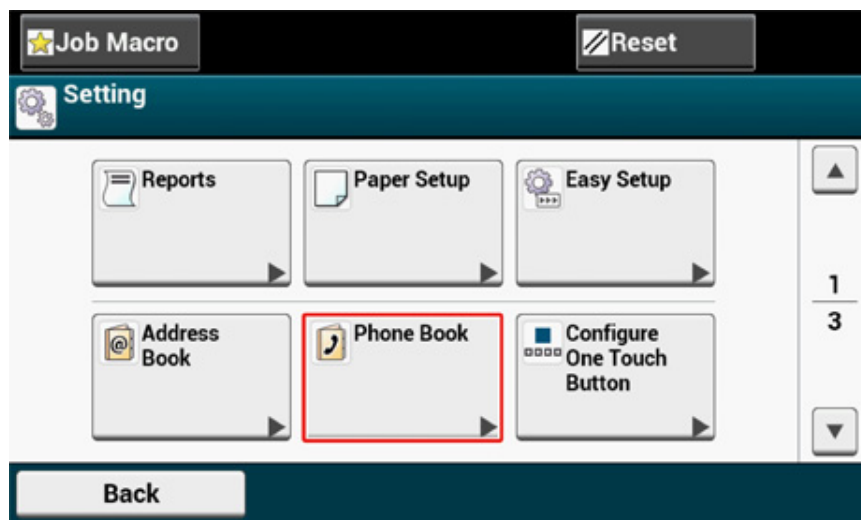 Job Macro
Reset
Setting
Reports
Paper Setup
Easy Setup
1
3
Address
Book
Phone Book
Configure
One Touch
Button
Back